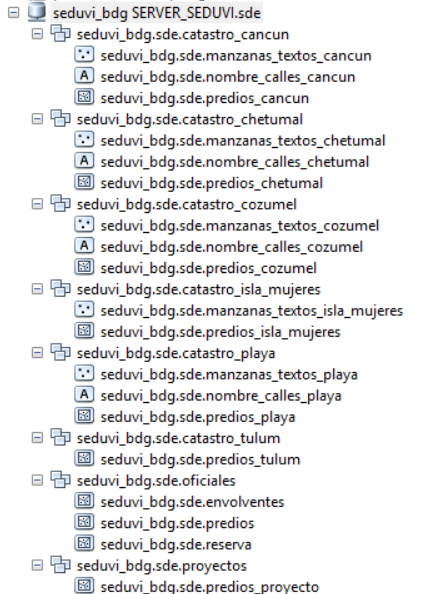 seduvi_bdg SERVER_SEDUVI.sde
seduvi_bdg.sde.catastro_cancun
seduvi_bdg.sde.manzanas_textos_cancun
A seduvi_bdg.sde.nombre_calles_cancun
seduvi_bdg.sde.predios_cancun
seduvi_bdg.sde.catastro_chetumal
seduvi_bdg.sde.manzanas_textos_chetumal
A seduvi_bdg.sde.nombre_calles_chetumal
seduvi_bdg.sde.predios_chetumal
seduvi_bdg.sde.catastro_cozumel
seduvi_bdg.sde.manzanas_textos_cozumel
A seduvi_bdg.sde.nombre_calles_cozumel
seduvi_bdg.sde.predios_cozumel
seduvi_bdg.sde.catastro_isla_mujeres
seduvi_bdg.sde.manzanas_textos_isla_mujeres
seduvi_bdg.sde.predios_isla_mujeres
seduvi_bdg.sde.catastro_playa
seduvi_bdg.sde.manzanas_textos_playa
A seduvi_bdg.sde.nombre_calles_playa
seduvi_bdg.sde.predios_playa
seduvi_bdg.sde.catastro_tulum
seduvi_bdg.sde.predios_tulum
seduvi_bdg.sde.oficiales
seduvi_bdg.sde.envolventes
seduvi_bdg.sde.predios
seduvi_bdg.sde.reserva
seduvi_bdg.sde.proyectos
seduvi_bdg.sde.predios_proyecto